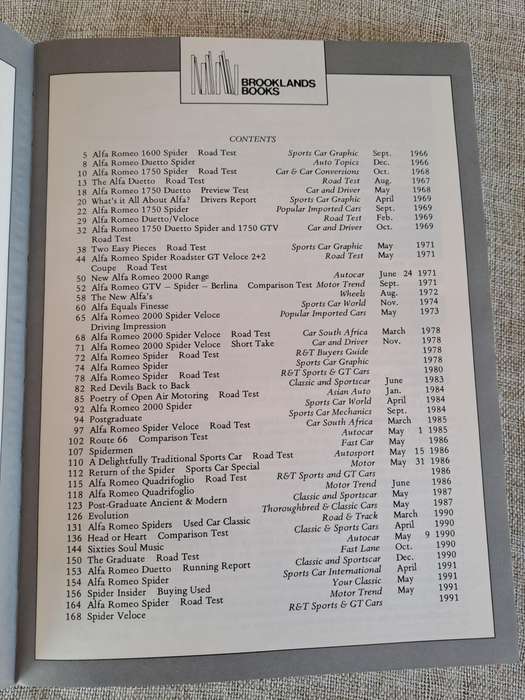 BROOKLANDS
BOOKS
CONTENTS
5 Alfa Romeo 1600 Spider Road Test Sports Car Graphic Sept. 1966
8 Alfa Romeo Duetto Spider Auto Topics Dec. 1966
10 Alfa Romeo 1750 Spider Road Test Car & Car Conversions Oct. 1968
13 The Alfa Duetto Road Test Road Test Aug. 1967
18 Alfa Romeo 1750 Duetto Preview Test Car and Driver May 1968
20 What's it All About Alfa? Drivers Report Sports Car Graphic April 1969
22 Alfa Romeo 1750 Spider Popular Imported Cars Sept. 1969
29 Alfa Romeo Duetto/Veloce Road Test Feb. 1969
32 Alfa Romeo 1750 Duetto Spider and 1750 GTV Car and Driver Oct. 1969
Road Test
38 Two Easy Pieces Road Test Sports Car Graphic May 1971
44 Alfa Romeo Spider Roadster GT Veloce 2+2 Road Test May 1971
Coupe Road Test
50 New Alfa Romeo 2000 Range Autocar June 24 1971
52 Alfa Romeo GTV – Spider – Berlina Comparison Test Motor Trend Sept. 1971
58 The New Alfa's Wheels Aug. 1972
60 Alfa Equals Finesse Sports Car World Nov. 1974
65 Alfa Romeo 2000 Spider Veloce Popular Imported Cars May 1973
Driving Impression
68 Alfa Romeo 2000 Spider Veloce Road Test Car South Africa March 1978
71 Alfa Romeo 2000 Spider Veloce Short Take Car and Driver Nov. 1978
72 Alfa Romeo Spider Road Test R&T Buyers Guide 1978
74 Alfa Romeo Spider Sports Car Graphic 1978
78 Alfa Romeo Spider Road Test R&T Sports & GT Cars 1980
82 Red Devils Back to Back Classic and Sportscar June 1983
85 Poetry of Open Air Motoring Road Test Asian Auto Jan. 1984
92 Alfa Romeo 2000 Spider Sports Car World April 1984
94 Postgraduate Sports Car Mechanics Sept. 1984
97 Alfa Romeo Spider Veloce Road Test Car South Africa March 1985
102 Route 66 Comparison Test Autocar May 1 1985
107 Spidermen Fast Car May 1986
110 A Delightfully Traditional Sports Car Road Test Autosport May 15 1986
112 Return of the Spider Sports Car Special Motor May 31 1986
115 Alfa Romeo Quadrifoglio Road Test R&T Sports and GT Cars 1986
118 Alfa Romeo Quadrifoglio Motor Trend June 1986
123 Post-Graduate Ancient & Modern Classic and Sportscar May 1987
126 Evolution Thoroughbred & Classic Cars May 1987
131 Alfa Romeo Spiders Used Car Classic Road & Track March 1990
136 Head or Heart Comparison Test Classic & Sports Cars April 1990
144 Sixties Soul Music Autocar May 9 1990
150 The Graduate Road Test Fast Lane Oct. 1990
153 Alfa Romeo Duetto Running Report Classic and Sportscar Dec. 1990
154 Alfa Romeo Spider Sports Car International April 1991
156 Spider Insider Buying Used Your Classic May 1991
164 Alfa Romeo Spider Road Test Motor Trend May 1991
168 Spider Veloce R&T Sports & GT Cars 1991